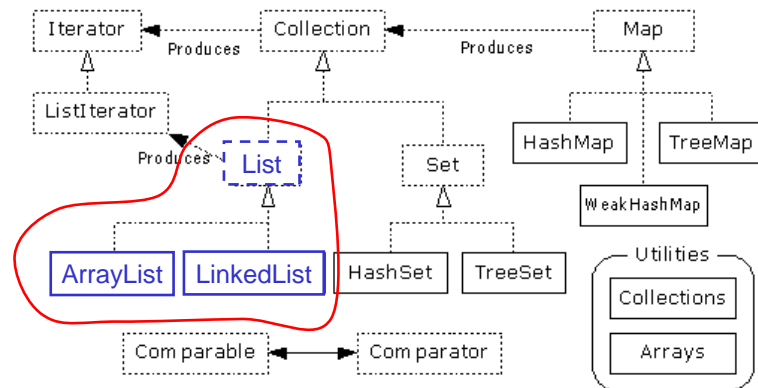 Iterator
Collection
Map
Produces
Produces
ListIterator
Produces
List
Set
HashMap
TreeMap
WeakHashMap
ArrayList
LinkedList
HashSet
TreeSet
Utilities
Collections
Arrays
Comparable
Comparator